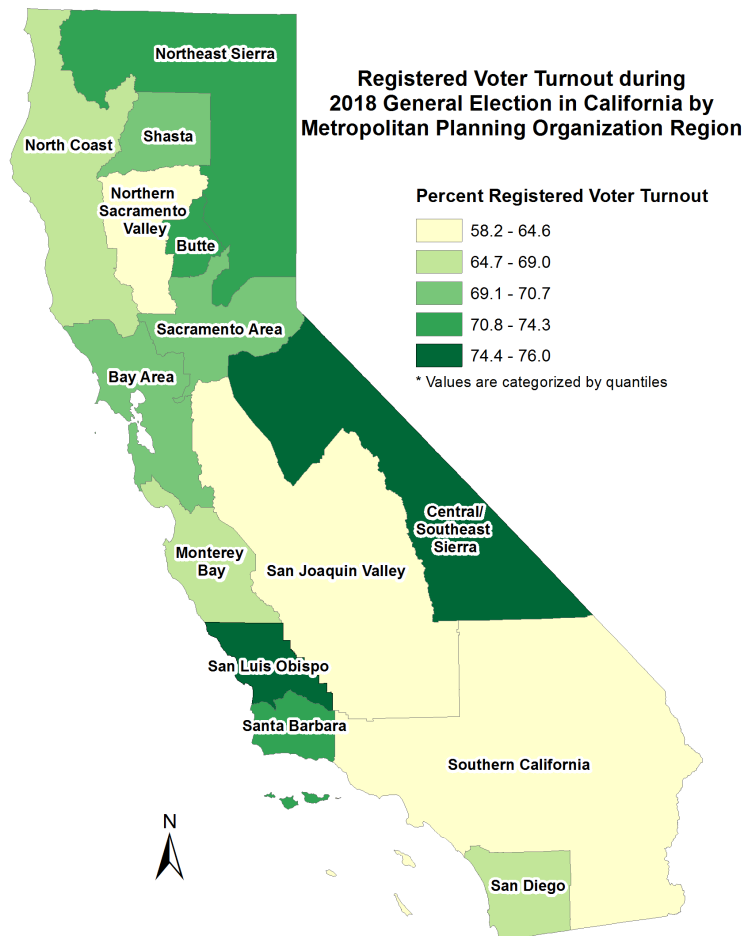 Registered Voter Turnout during
2018 General Election in California by
Metropolitan Planning Organization Region
Percent Registered Voter Turnout
58.2 - 64.6
64.7 - 69.0
69.1 - 70.7
70.8 - 74.3
74.4 - 76.0
* Values are categorized by quantiles
Northeast Sierra
North Coast
Shasta
Northern
Sacramento
Valley
Butte
Sacramento Area
Bay Area
Central/
Southeast
Sierra
Monterey
Bay
San Joaquin Valley
San Luis Obispo
Santa Barbara
Southern California
San Diego
N